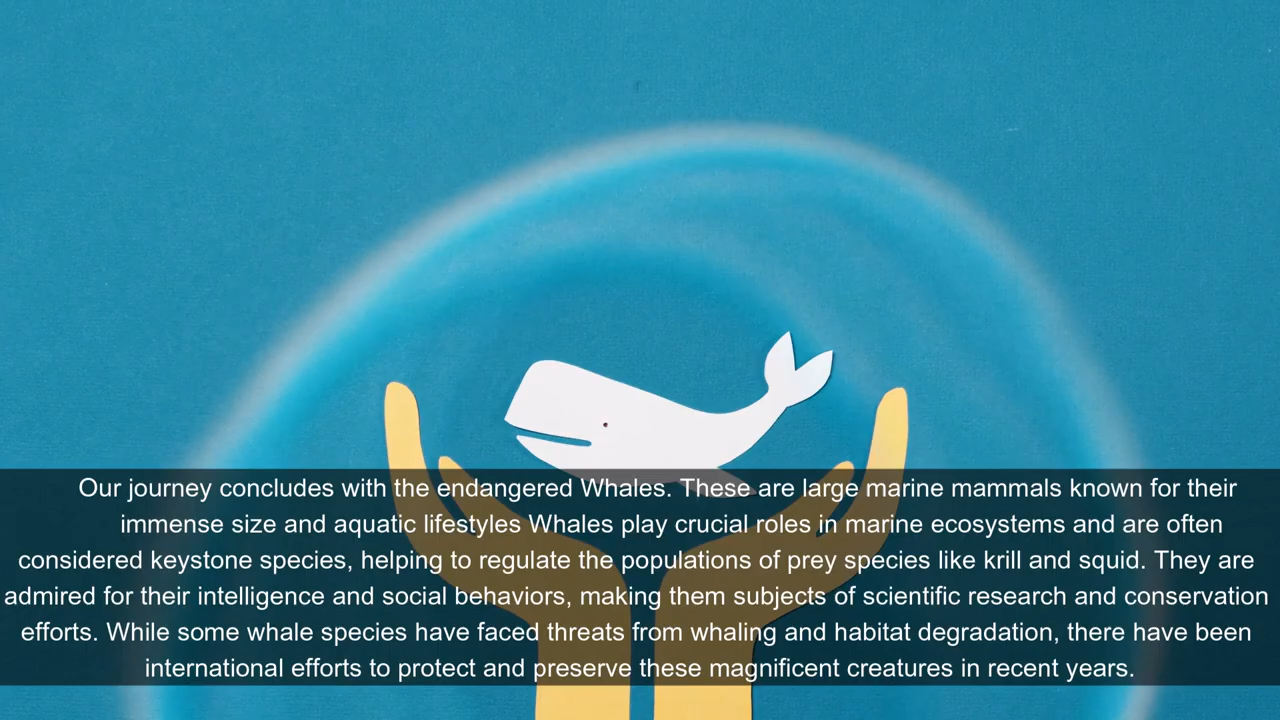 Our journey concludes with the endangered Whales. These are large marine mammals known for their
immense size and aquatic lifestyles Whales play crucial roles in marine ecosystems and are often
considered keystone species, helping to regulate the populations of prey species like krill and squid. They are
admired for their intelligence and social behaviors, making them subjects of scientific research and conservation
efforts. While some whale species have faced threats from whaling and habitat degradation, there have been
international efforts to protect and preserve these magnificent creatures in recent years.